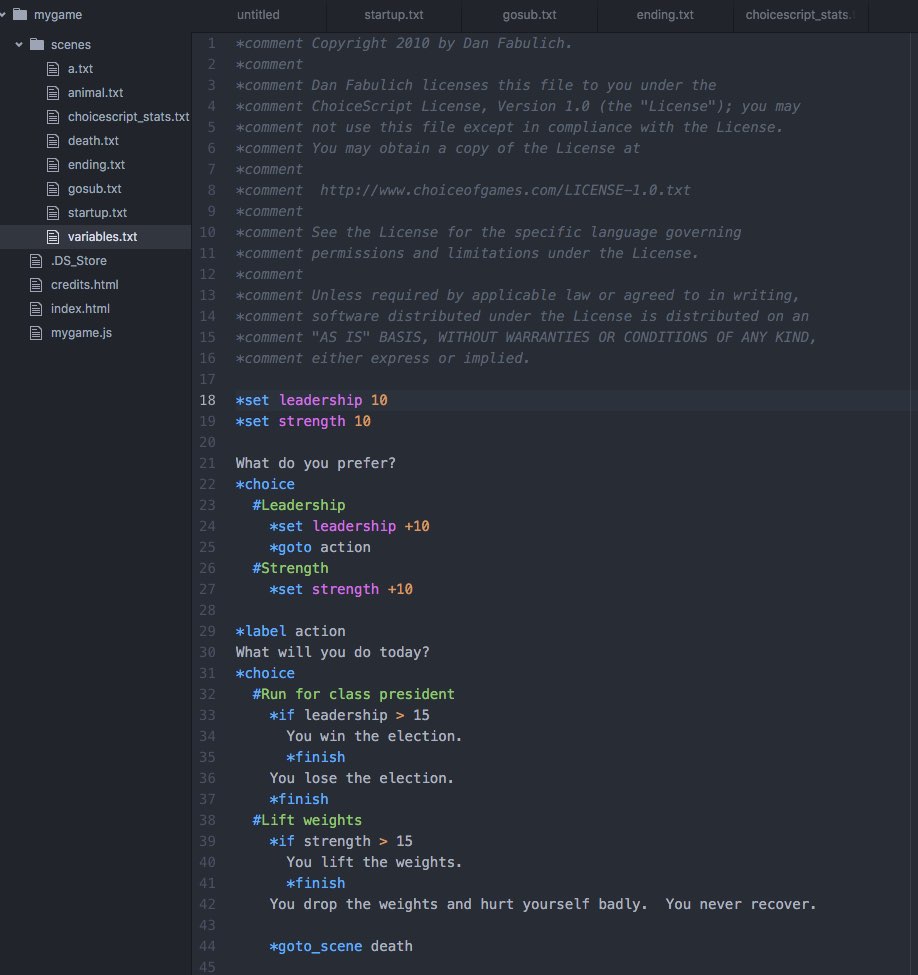 mygame
scenes
a.txt
animal.txt
choicescript_stats.txt
death.txt
ending.txt
gosub.txt
startup.txt
variables.txt
.DS_Store
credits.html
index.html
mygame.js
untitled startup.txt gosub.txt ending.txt choicescript_stats.
1 *comment Copyright 2010 by Dan Fabulich.
2 *comment
3 *comment Dan Fabulich licenses this file to you under the
4 *comment ChoiceScript License, Version 1.0 (the "License"); you may
5 *comment not use this file except in compliance with the License.
6 *comment You may obtain a copy of the License at
7 *comment
8 *comment  http://www.choiceofgames.com/LICENSE-1.0.txt
9 *comment
10 *comment See the License for the specific language governing
11 *comment permissions and limitations under the License.
12 *comment
13 *comment Unless required by applicable law or agreed to in writing,
14 *comment software distributed under the License is distributed on an
15 *comment "AS IS" BASIS, WITHOUT WARRANTIES OR CONDITIONS OF ANY KIND,
16 *comment either express or implied.
17
18 *set leadership 10
19 *set strength 10
20
21 What do you prefer?
22 *choice
23   #Leadership
24     *set leadership +10
25     *goto action
26   #Strength
27     *set strength +10
28
29 *label action
30 What will you do today?
31 *choice
32   #Run for class president
33     *if leadership > 15
34       You win the election.
35       *finish
36     You lose the election.
37     *finish
38   #Lift weights
39     *if strength > 15
40       You lift the weights.
41       *finish
42     You drop the weights and hurt yourself badly.  You never recover.
43
44     *goto_scene death
45